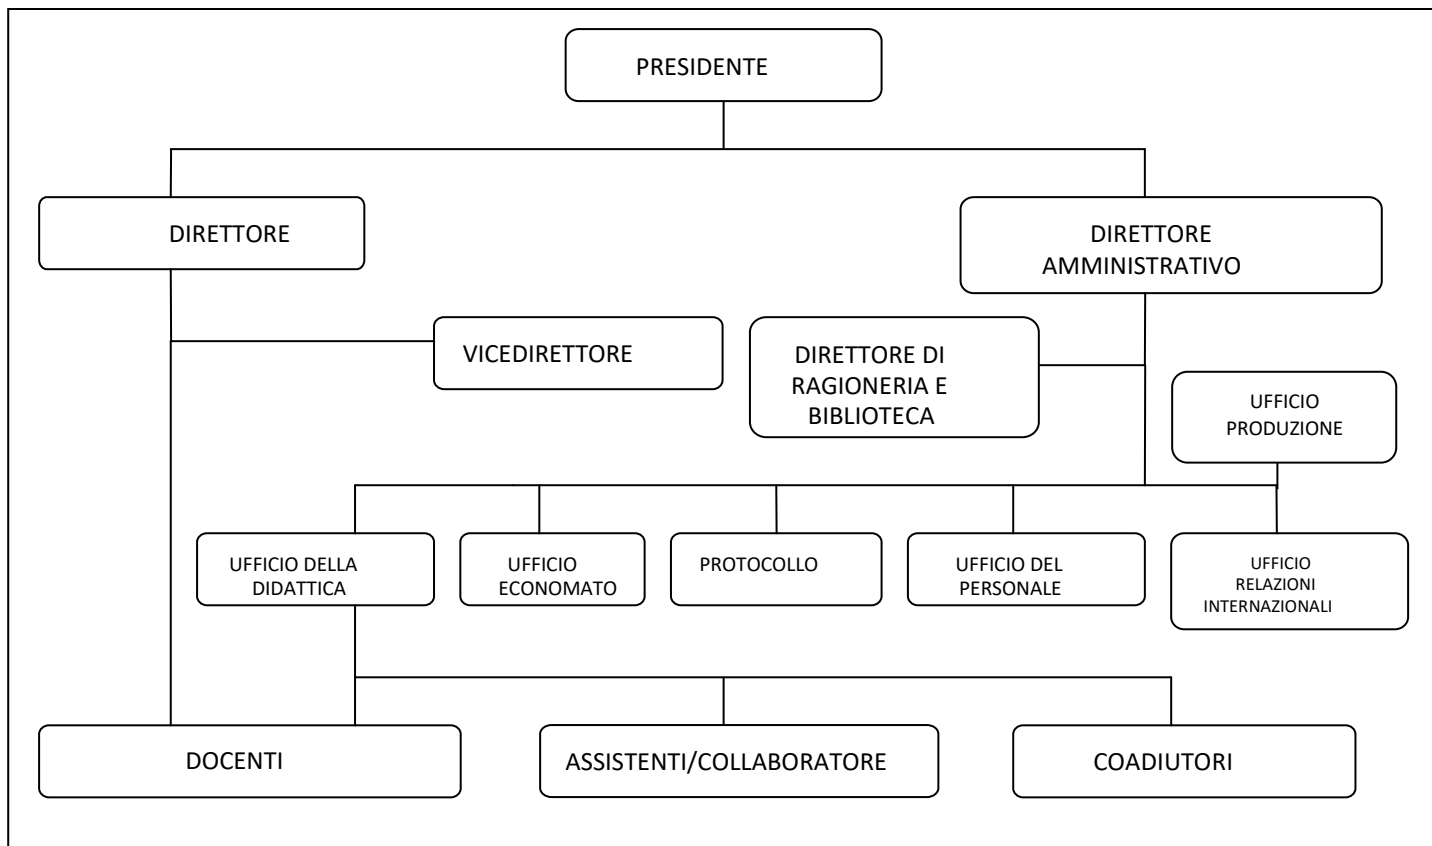 PRESIDENTE
DIRETTORE
DIRETTORE
AMMINISTRATIVO
VICEDIRETTORE
DIRETTORE DI
RAGIONERIA E
BIBLIOTECA
UFFICIO
PRODUZIONE
UFFICIO DELLA
DIDATTICA
UFFICIO
ECONOMATO
PROTOCOLLO
UFFICIO DEL
PERSONALE
UFFICIO
RELAZIONI
INTERNAZIONALI
DOCENTI
ASSISTENTI/COLLABORATORE
COADIUTORI